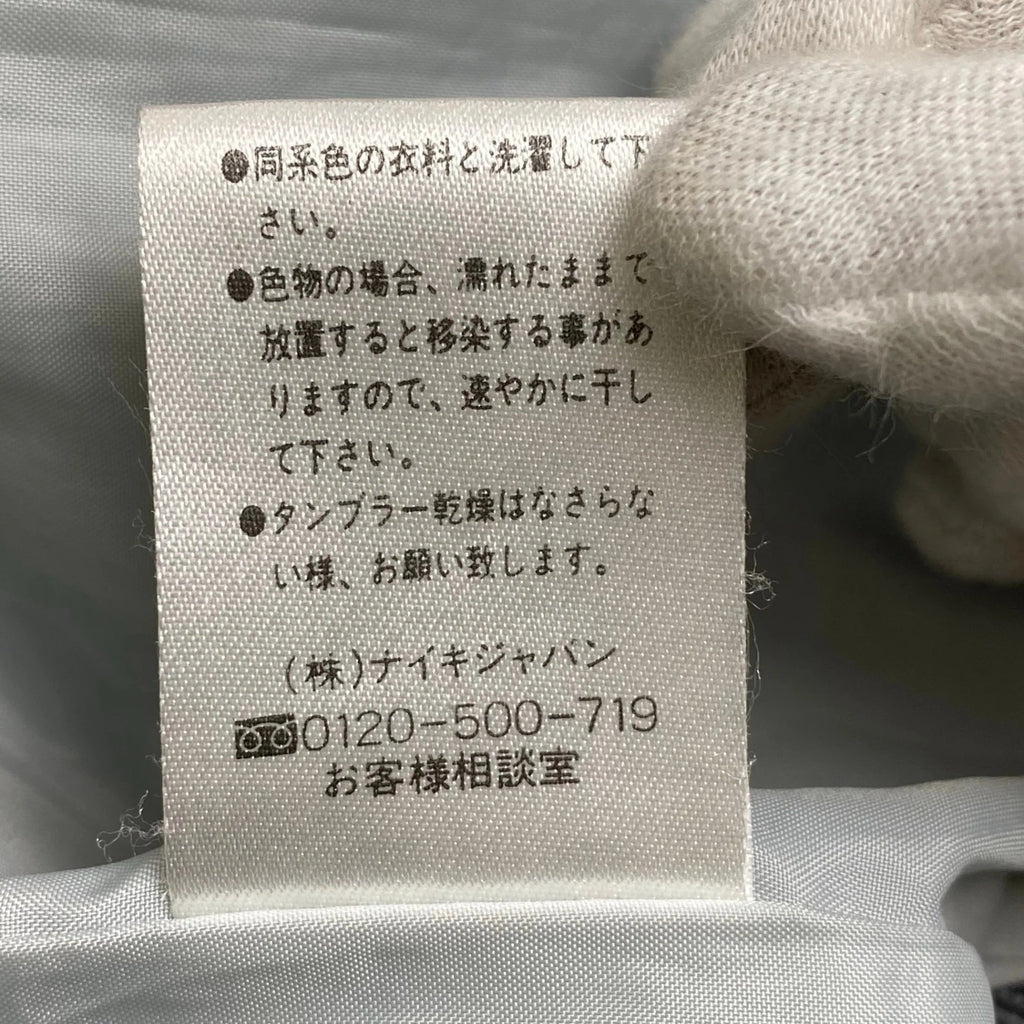 ●同系色の衣料と洗濯して下
さい。
●色物の場合、濡れたままで
放置すると移染する事があ
りますので、速やかに干し
て下さい。
●タンブラー乾燥はなさらな
い様、お願い致します。
(株)ナイキジャパン
0120-500-719
お客様相談室